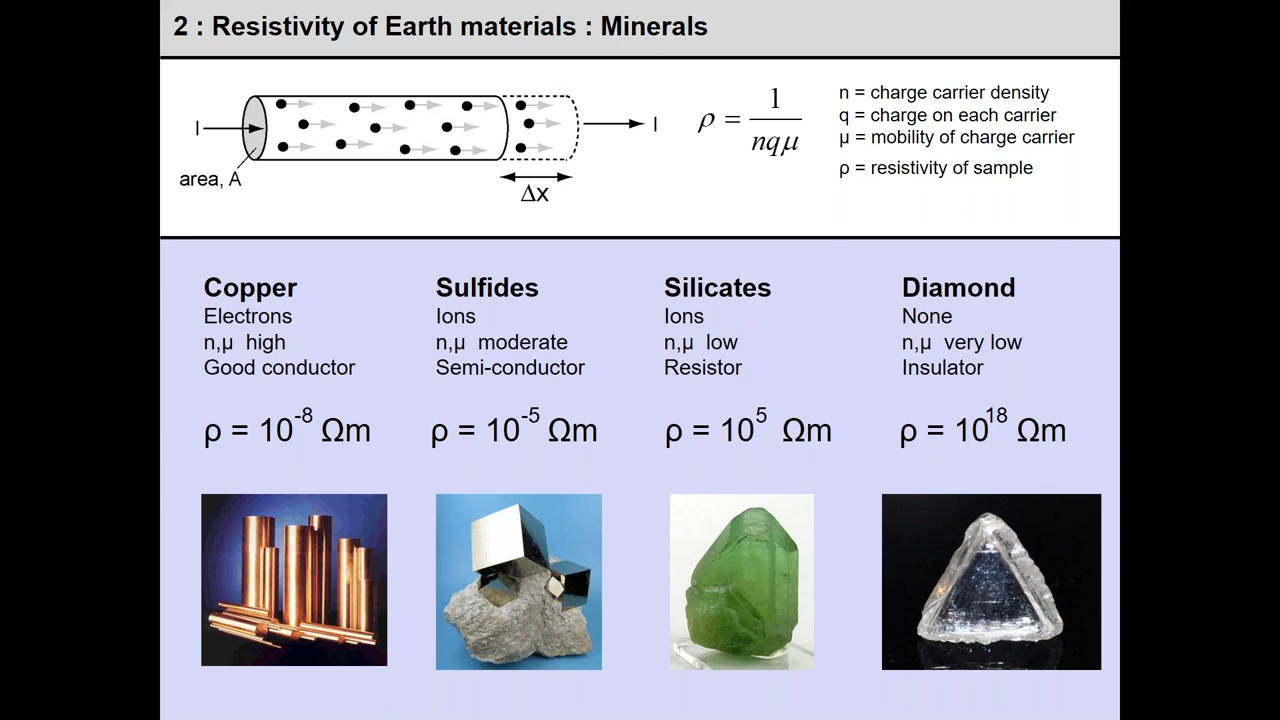 2 : Resistivity of Earth materials : Minerals
I
area, A
Δx
I
ρ = 1 / nqμ
n = charge carrier density
q = charge on each carrier
μ = mobility of charge carrier
ρ = resistivity of sample
Copper
Electrons
n,μ high
Good conductor
ρ = 10⁻⁸ Ωm
Sulfides
Ions
n,μ moderate
Semi-conductor
ρ = 10⁻⁵ Ωm
Silicates
Ions
n,μ low
Resistor
ρ = 10⁵ Ωm
Diamond
None
n,μ very low
Insulator
ρ = 10¹⁸ Ωm